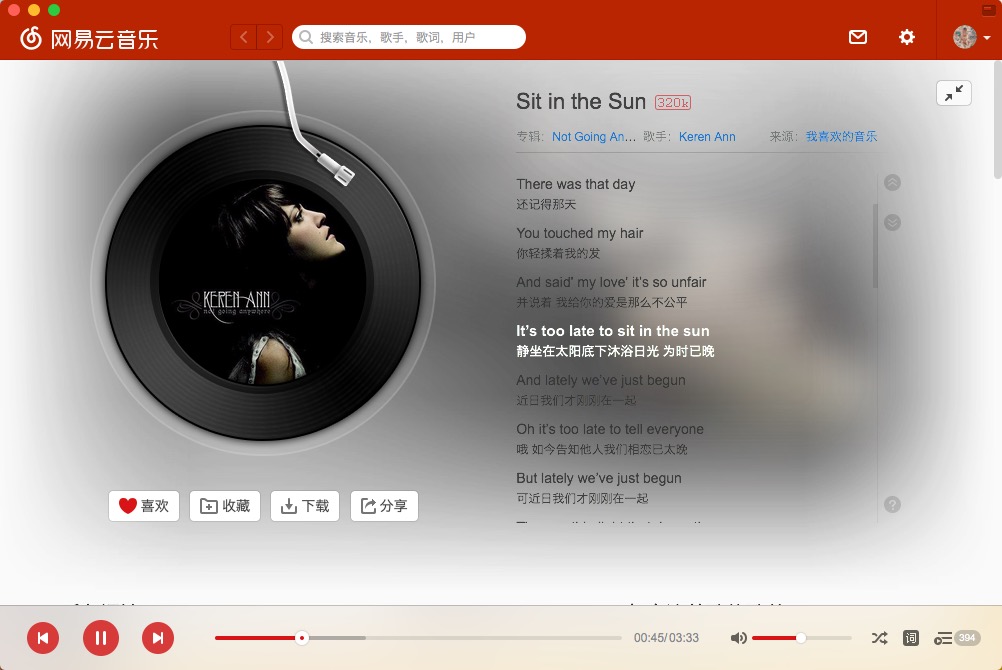 网易云音乐
搜索音乐，歌手，歌词，用户
Sit in the Sun 320k
专辑： Not Going An... 歌手： Keren Ann 来源： 我喜欢的音乐
There was that day
还记得那天
You touched my hair
你轻揉着我的发
And said' my love' it's so unfair
并说着 我给你的爱是那么不公平
It's too late to sit in the sun
静坐在太阳底下沐浴日光 为时已晚
And lately we've just begun
近日我们才刚刚在一起
Oh it's too late to tell everyone
哦 如今告知他人我们相恋已太晚
But lately we've just begun
可近日我们才刚刚在一起
KEREN ANN
not going anywhere
喜欢 收藏 下载 分享
00:45/03:33 词 394